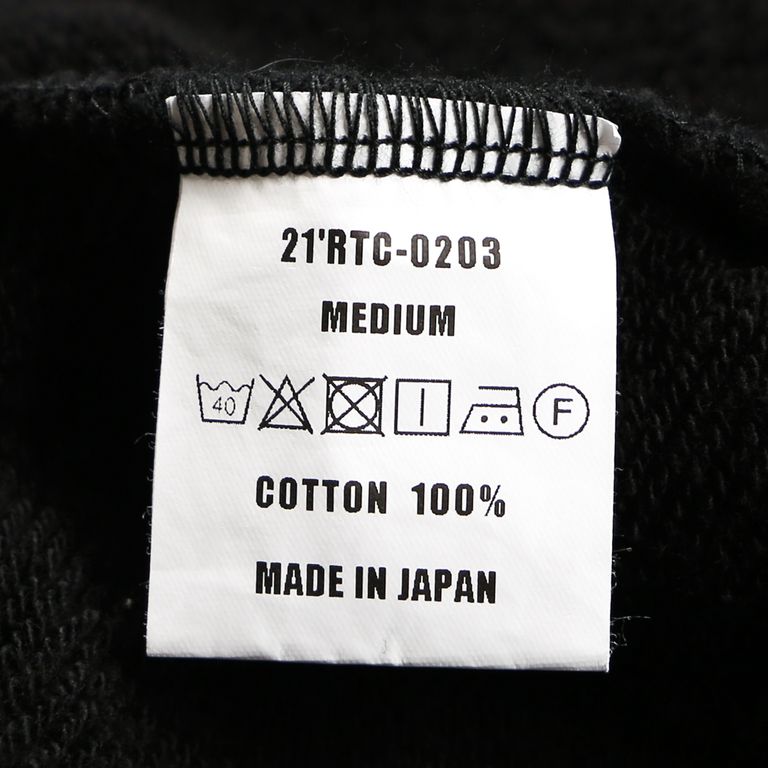 21'RTC-0203
MEDIUM
40 F
COTTON 100%
MADE IN JAPAN